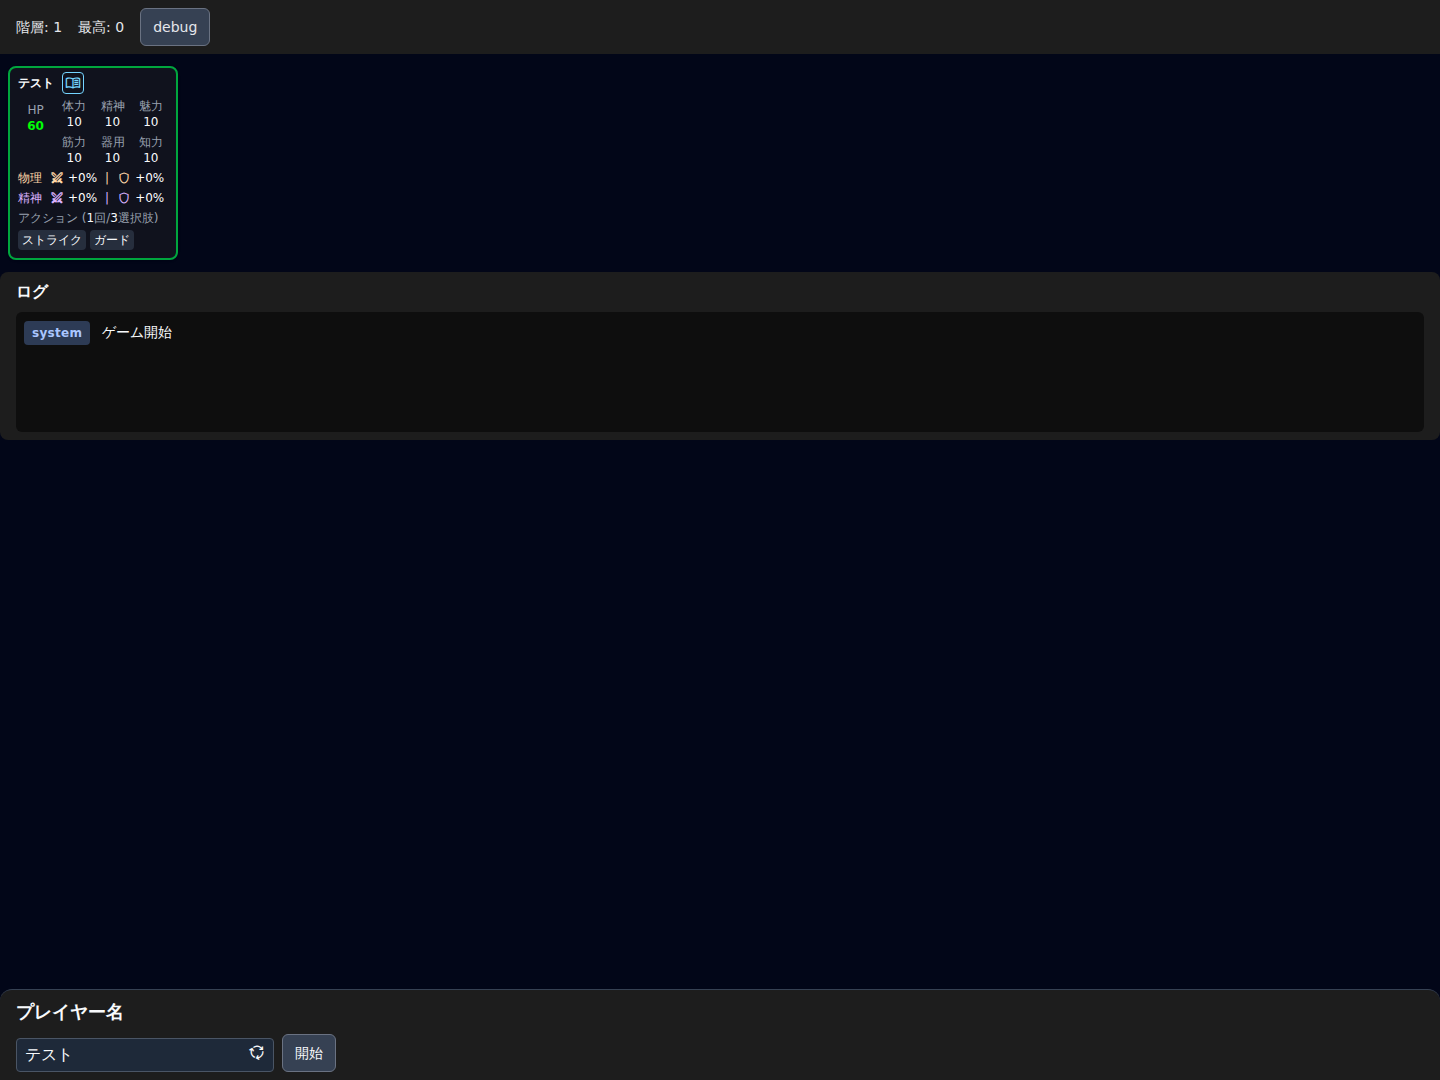 階層: 1 最高: 0 debug
テスト
HP 体力 精神 魅力
60 10 10 10
筋力 器用 知力
10 10 10
物理 +0% | +0%
精神 +0% | +0%
アクション (1回/3選択肢)
ストライク ガード
ログ
system ゲーム開始
プレイヤー名
テスト 開始